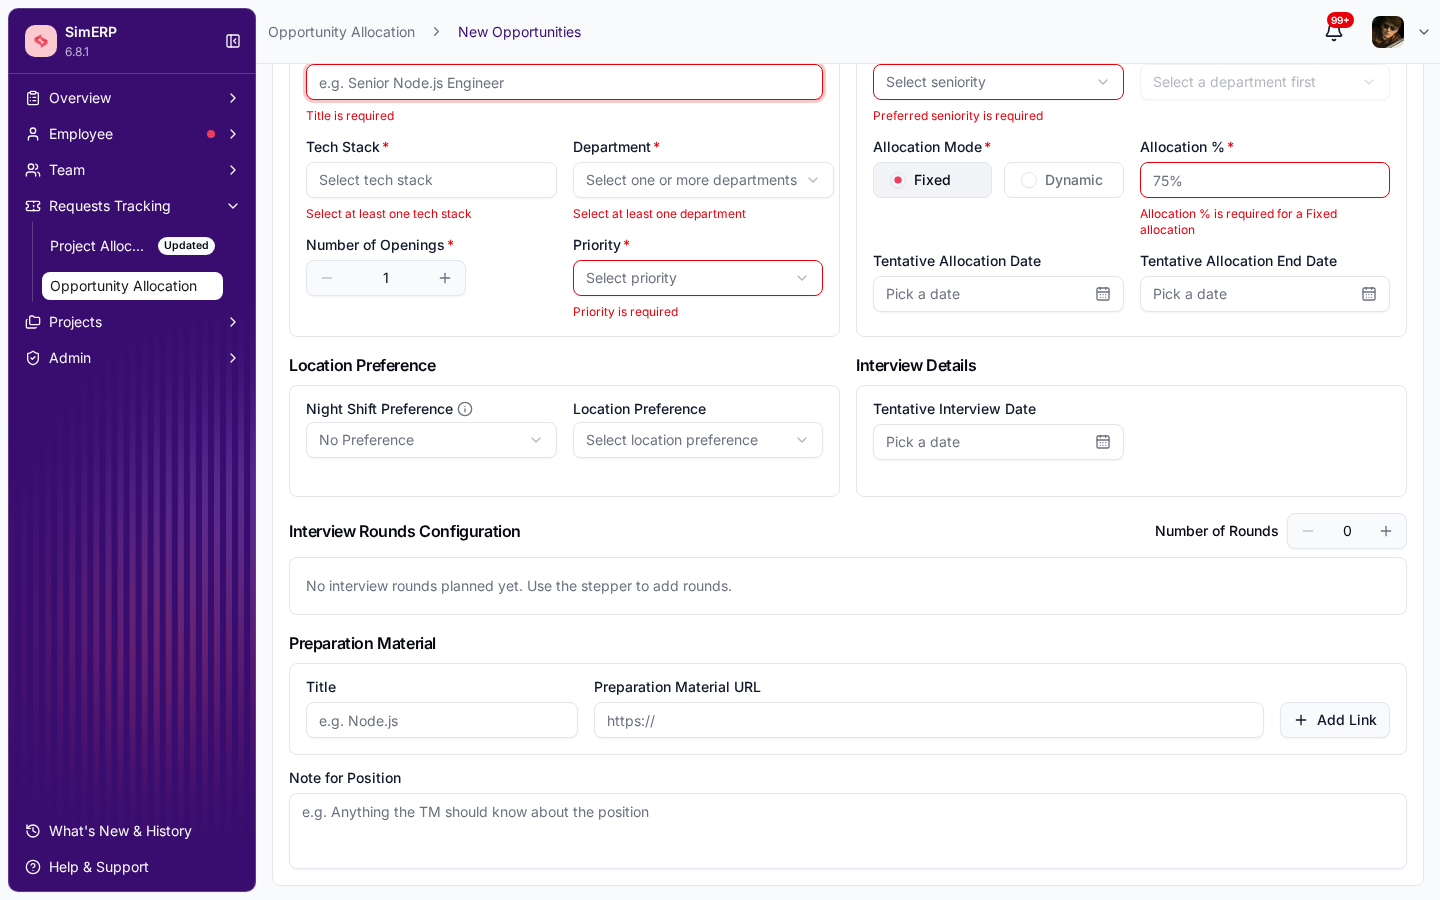 SimERP
6.8.1
Overview
Employee
Team
Requests Tracking
Project Alloc... Updated
Opportunity Allocation
Projects
Admin
What's New & History
Help & Support
Opportunity Allocation > New Opportunities
99+
e.g. Senior Node.js Engineer
Title is required
Tech Stack* Department*
Select tech stack Select one or more departments
Select at least one tech stack Select at least one department
Number of Openings* Priority*
1 Select priority
Priority is required
Select seniority Select a department first
Preferred seniority is required
Allocation Mode* Allocation %*
Fixed Dynamic 75%
Allocation % is required for a Fixed
allocation
Tentative Allocation Date Tentative Allocation End Date
Pick a date Pick a date
Location Preference
Night Shift Preference Location Preference
No Preference Select location preference
Interview Details
Tentative Interview Date
Pick a date
Interview Rounds Configuration Number of Rounds 0
No interview rounds planned yet. Use the stepper to add rounds.
Preparation Material
Title Preparation Material URL
e.g. Node.js https:// Add Link
Note for Position
e.g. Anything the TM should know about the position